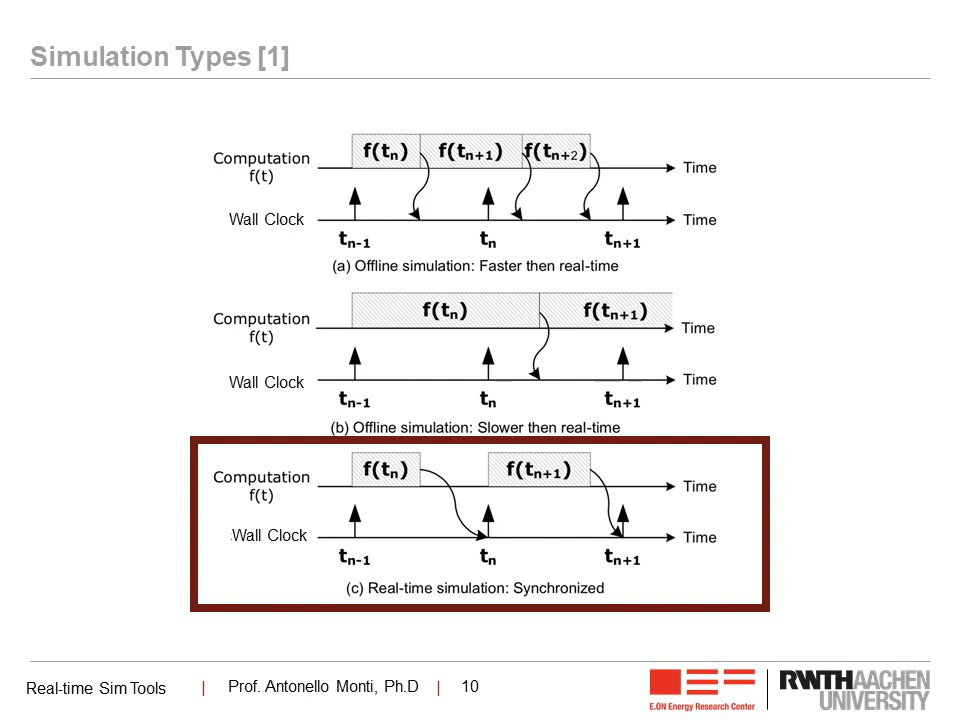 Simulation Types [1]
f(tn) f(tn+1) f(tn+2)
Computation
f(t)
Time
Wall Clock
Time
tn-1 tn tn+1
(a) Offline simulation: Faster then real-time
f(tn) f(tn+1)
Computation
f(t)
Time
Wall Clock
Time
tn-1 tn tn+1
(b) Offline simulation: Slower then real-time
f(tn) f(tn+1)
Computation
f(t)
Time
Wall Clock
Time
tn-1 tn tn+1
(c) Real-time simulation: Synchronized
Real-time Sim Tools | Prof. Antonello Monti, Ph.D | 10
E.ON Energy Research Center
RWTHAACHEN
UNIVERSITY